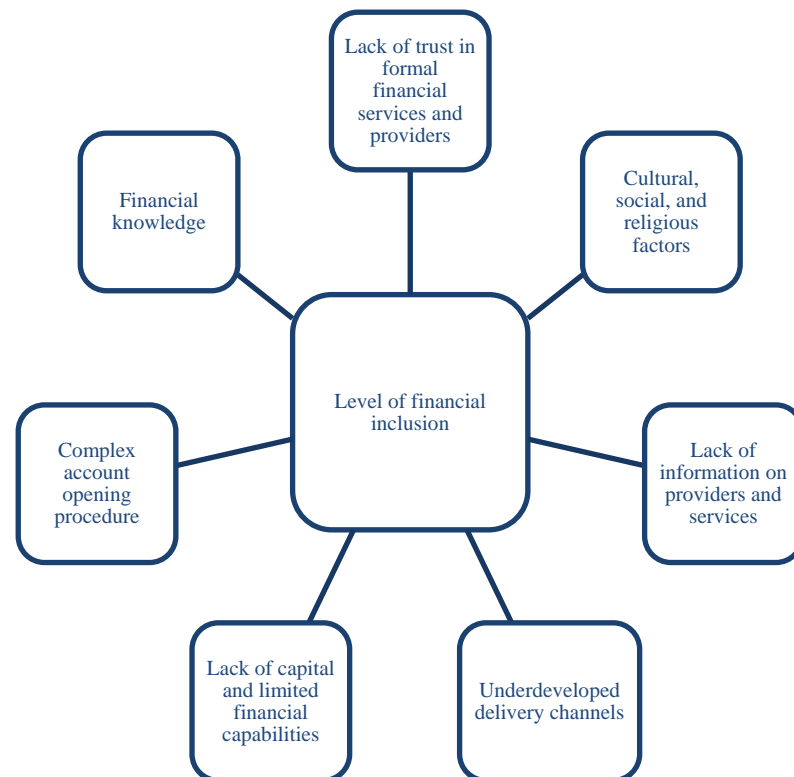 Lack of trust in
formal
financial
services and
providers
Cultural,
social, and
religious
factors
Lack of
information on
providers and
services
Underdeveloped
delivery channels
Lack of capital
and limited
financial
capabilities
Complex
account
opening
procedure
Financial
knowledge
Level of financial
inclusion